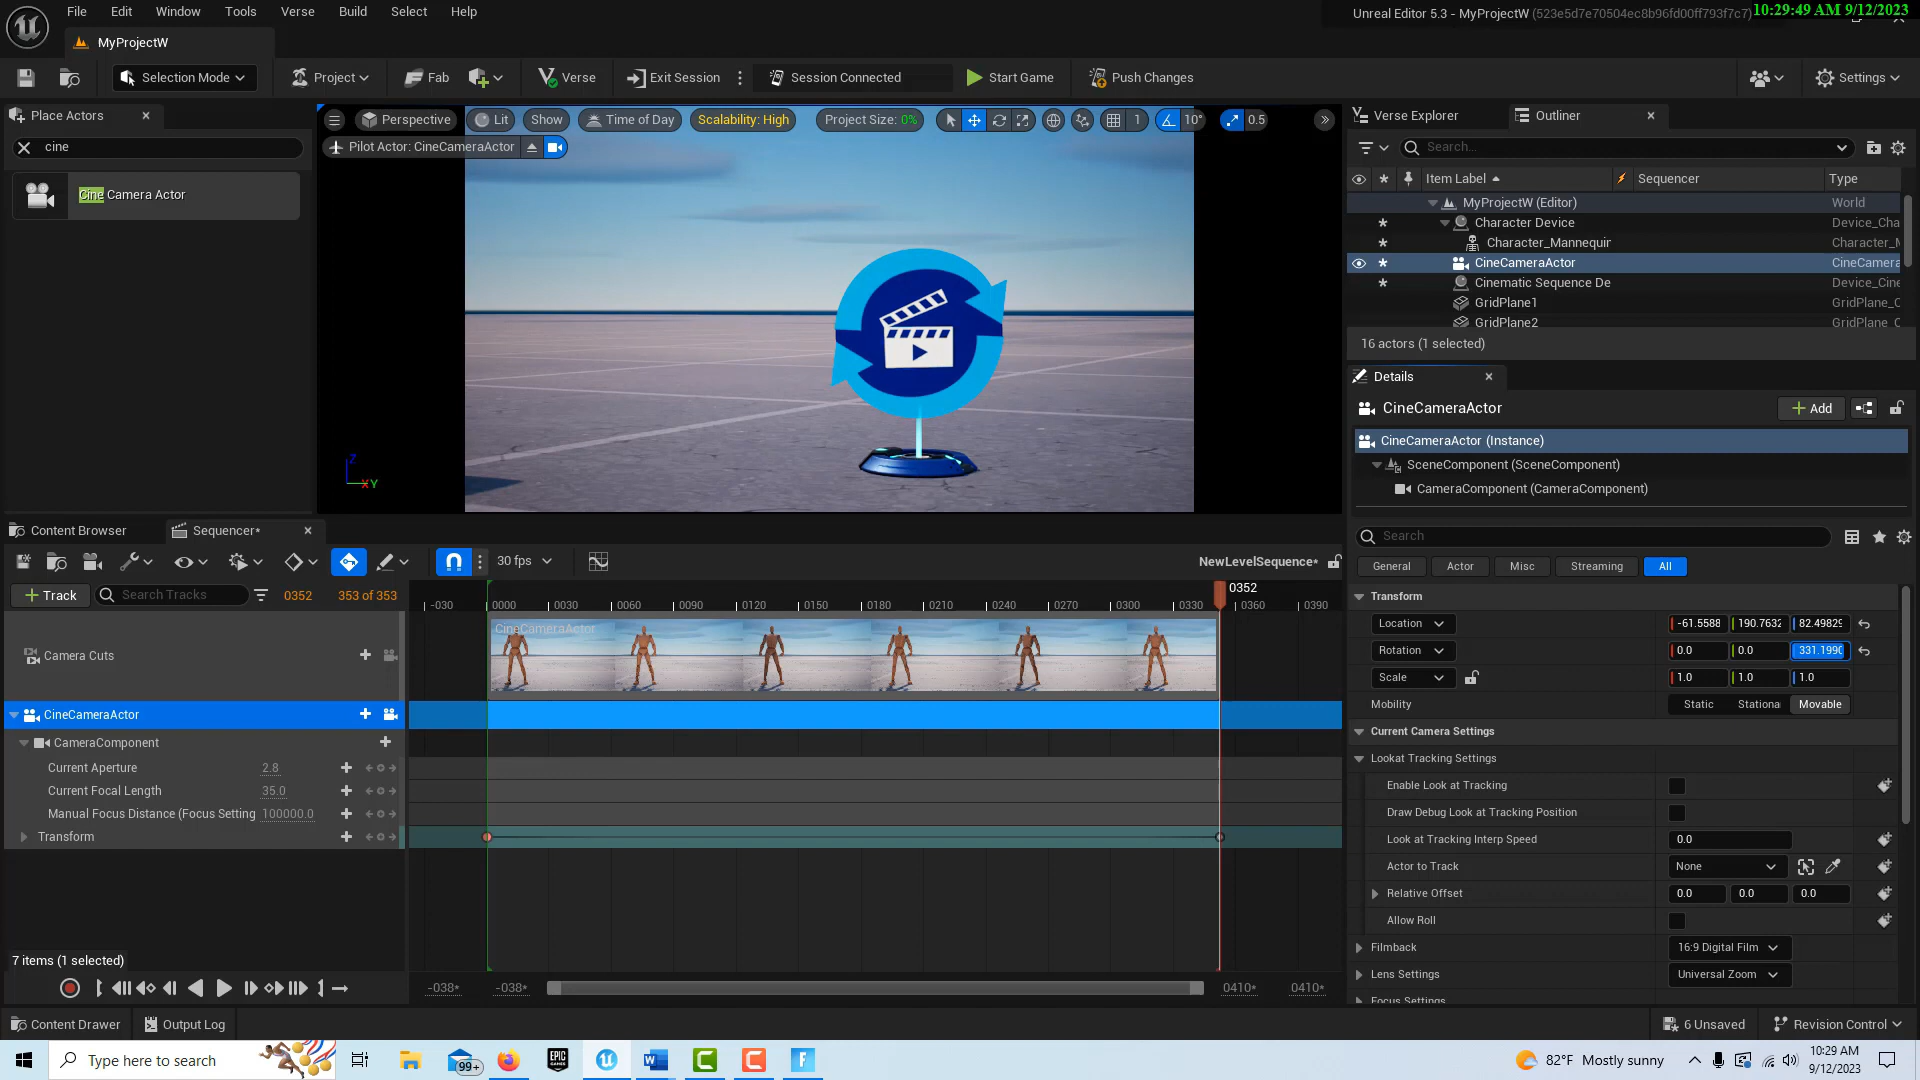 File Edit Window Tools Verse Build Select Help
Unreal Editor 5.3 - MyProjectW (523e5d7e70504ec8b96fd00ff793f7c7)
10:29:49 AM 9/12/2023
MyProjectW
Selection Mode Project Fab Verse Exit Session Session Connected Start Game Push Changes Settings
Place Actors
cine
Cine Camera Actor
Perspective Lit Show Time of Day Scalability: High Project Size: 0% 1 10° 0.5
Pilot Actor: CineCameraActor
Z
X Y
Verse Explorer Outliner
Search...
Item Label Sequencer Type
MyProjectW (Editor) World
Character Device Device_Cha
Character_Mannequin Character_M
CineCameraActor CineCamera
Cinematic Sequence De Device_Cine
GridPlane1 GridPlane_C
GridPlane2 GridPlane_C
16 actors (1 selected)
Details
CineCameraActor Add
CineCameraActor (Instance)
SceneComponent (SceneComponent)
CameraComponent (CameraComponent)
Search
General Actor Misc Streaming All
Transform
Location -61.5588 190.7632 82.49829
Rotation 0.0 0.0 331.1990
Scale 1.0 1.0 1.0
Mobility Static Stationa Movable
Current Camera Settings
Lookat Tracking Settings
Enable Look at Tracking
Draw Debug Look at Tracking Position
Look at Tracking Interp Speed 0.0
Actor to Track None
Relative Offset 0.0 0.0 0.0
Allow Roll
Filmback 16:9 Digital Film
Lens Settings Universal Zoom
Focus Settings
Content Browser Sequencer*
30 fps NewLevelSequence*
Track Search Tracks 0352 353 of 353
0352
-030 0000 0030 0060 0090 0120 0150 0180 0210 0240 0270 0300 0330 0360 0390
CineCameraActor
Camera Cuts
CineCameraActor
CameraComponent
Current Aperture 2.8
Current Focal Length 35.0
Manual Focus Distance (Focus Setting 100000.0
Transform
7 items (1 selected)
-038* -038* 0410* 0410*
Content Drawer Output Log 6 Unsaved Revision Control
Type here to search 99+ 82°F Mostly sunny 10:29 AM
9/12/2023